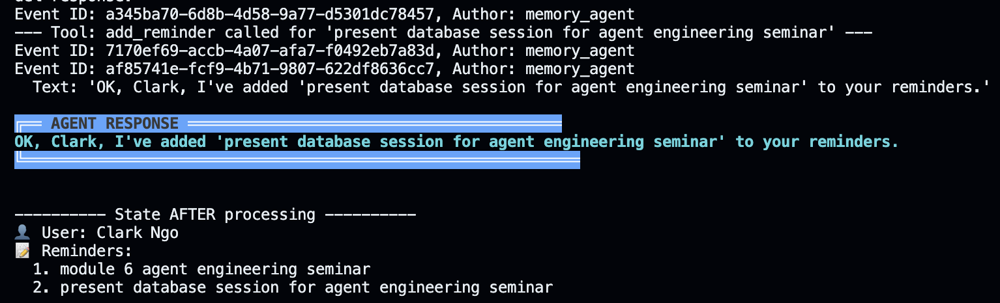 Event ID: a345ba70-6d8b-4d58-9a77-d5301dc78457, Author: memory_agent
--- Tool: add_reminder called for 'present database session for agent engineering seminar' ---
Event ID: 7170ef69-accb-4a07-afa7-f0492eb7a83d, Author: memory_agent
Event ID: af85741e-fcf9-4b71-9807-622df8636cc7, Author: memory_agent
  Text: 'OK, Clark, I've added 'present database session for agent engineering seminar' to your reminders.'
╔══ AGENT RESPONSE ═════════════════════════════════════════
OK, Clark, I've added 'present database session for agent engineering seminar' to your reminders.
---------- State AFTER processing ----------
👤 User: Clark Ngo
📝 Reminders:
  1. module 6 agent engineering seminar
  2. present database session for agent engineering seminar